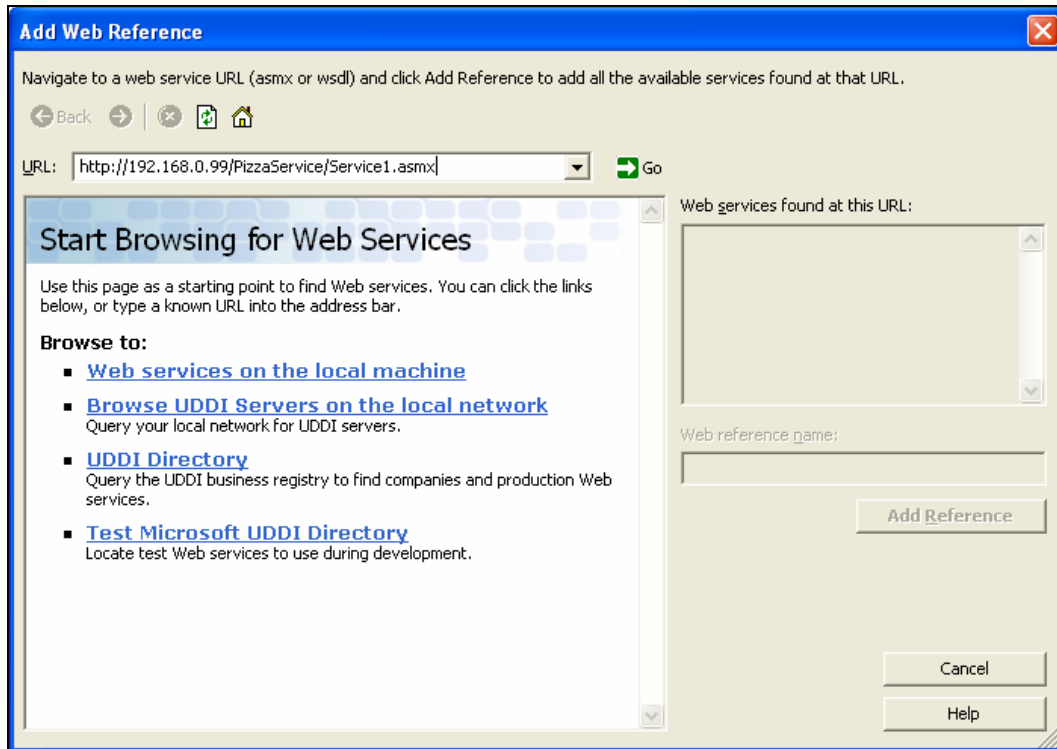 Add Web Reference
Navigate to a web service URL (asmx or wsdl) and click Add Reference to add all the available services found at that URL.
Back
URL: http://192.168.0.99/PizzaService/Service1.asmx Go
Start Browsing for Web Services
Use this page as a starting point to find Web services. You can click the links
below, or type a known URL into the address bar.
Browse to:
Web services on the local machine
Browse UDDI Servers on the local network
Query your local network for UDDI servers.
UDDI Directory
Query the UDDI business registry to find companies and production Web
services.
Test Microsoft UDDI Directory
Locate test Web services to use during development.
Web services found at this URL:
Web reference name:
Add Reference
Cancel
Help